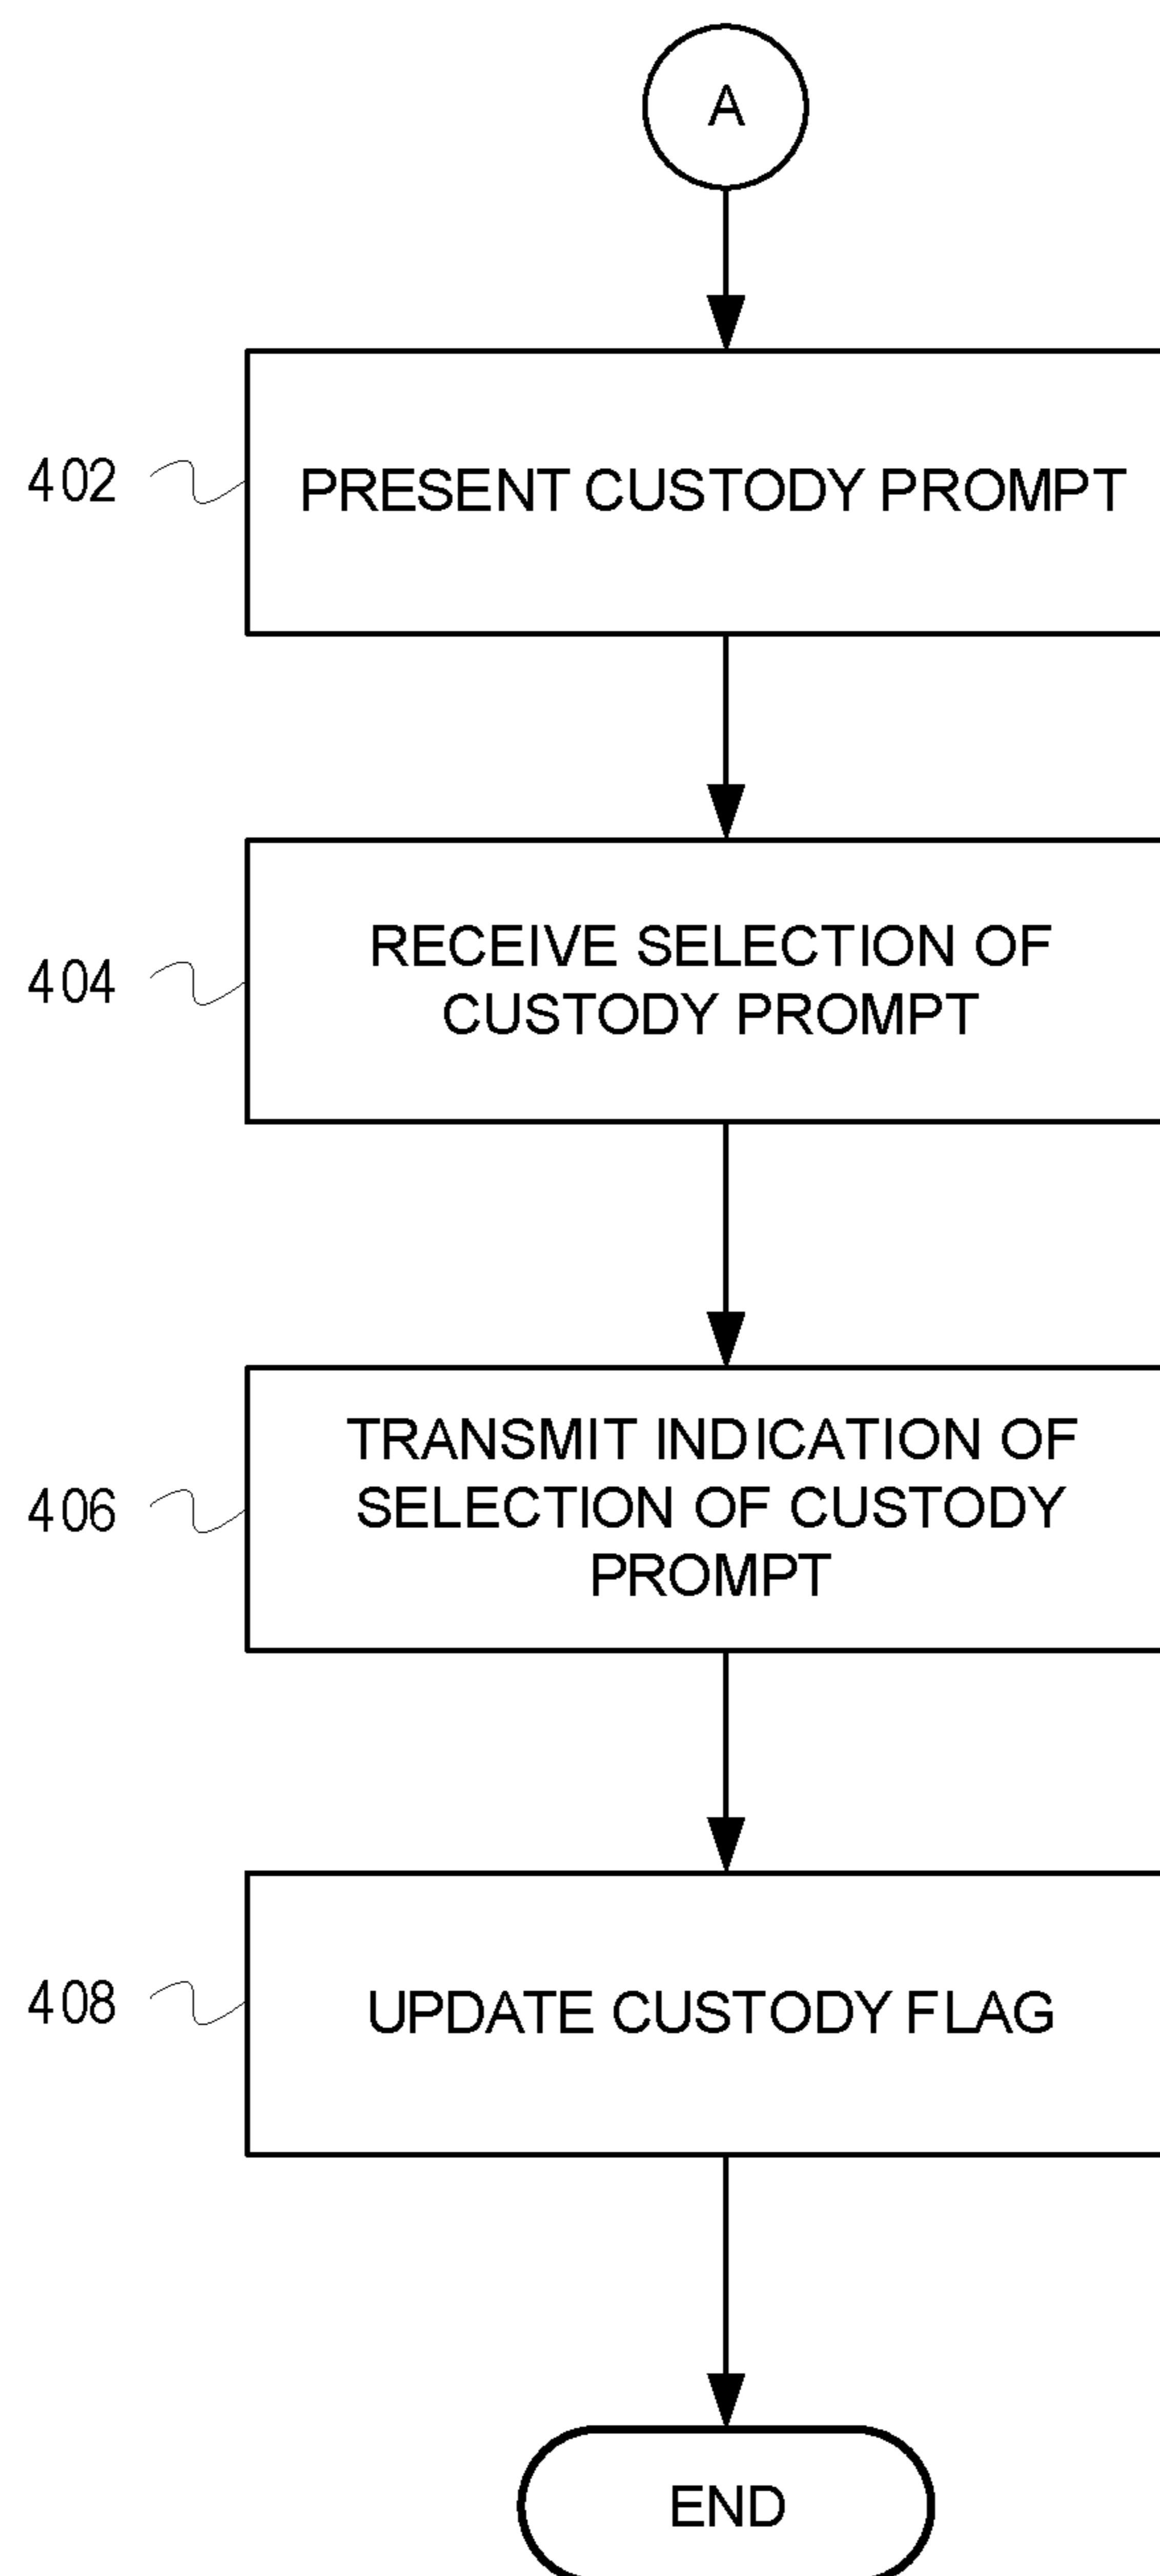 A
402
PRESENT CUSTODY PROMPT
404
RECEIVE SELECTION OF
CUSTODY PROMPT
406
TRANSMIT INDICATION OF
SELECTION OF CUSTODY
PROMPT
408
UPDATE CUSTODY FLAG
END